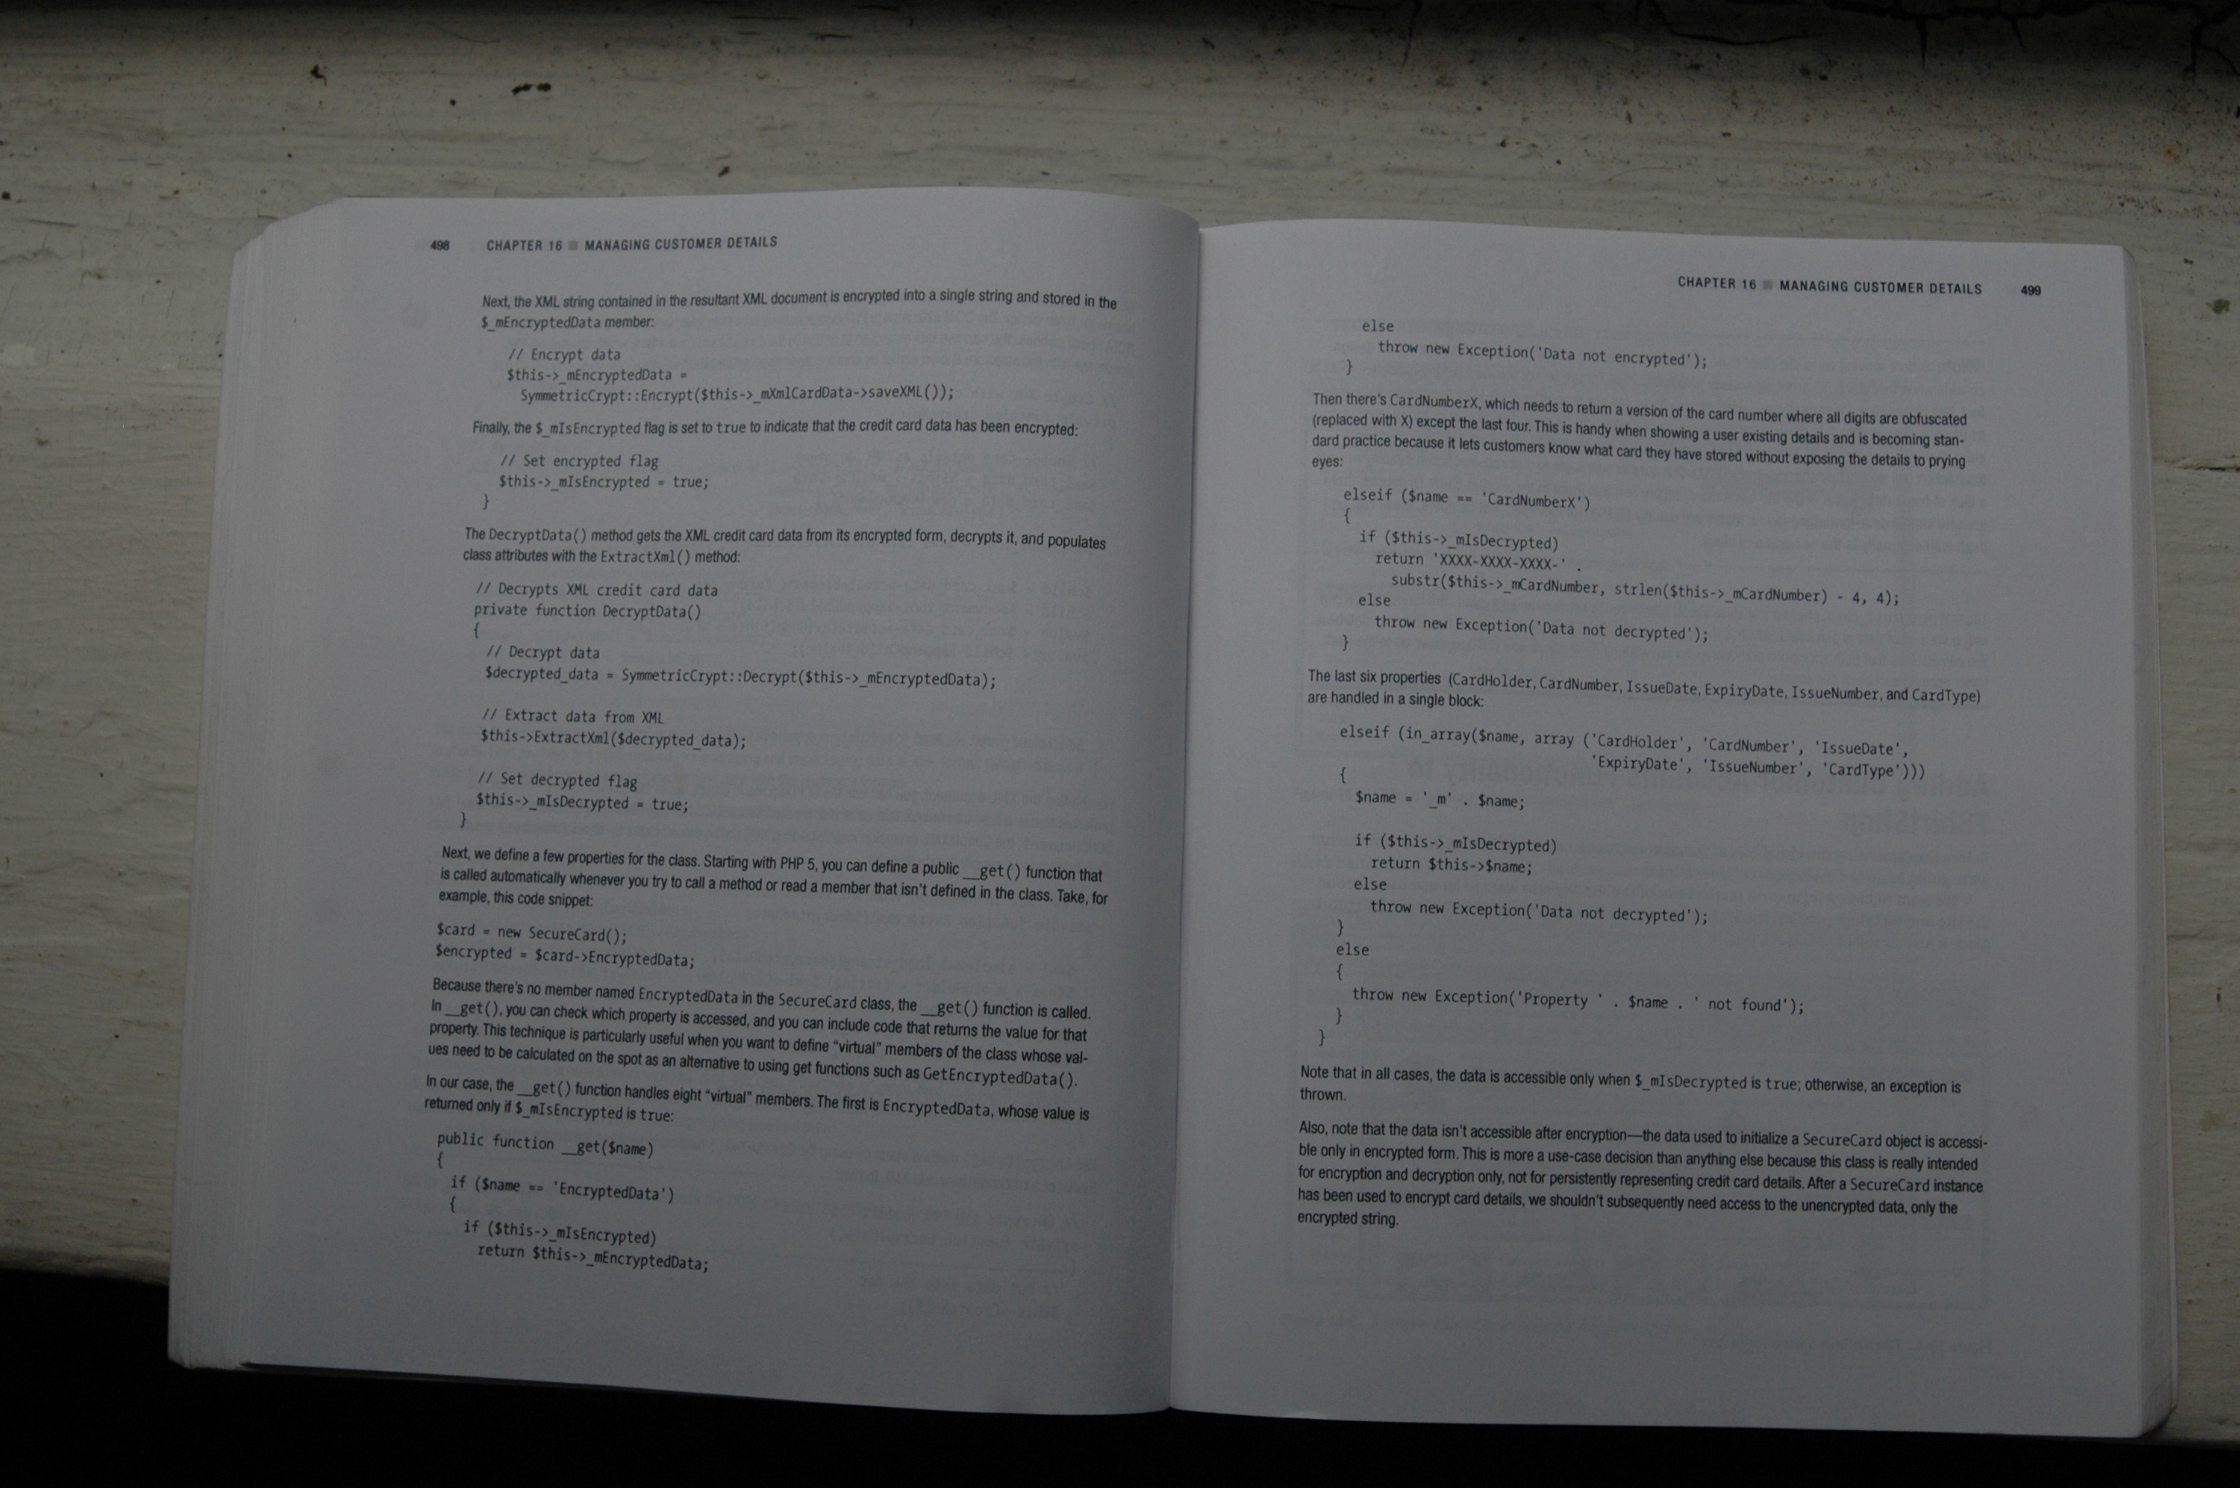 498 CHAPTER 16 ■ MANAGING CUSTOMER DETAILS
Next, the XML string contained in the resultant XML document is encrypted into a single string and stored in the
$_mEncryptedData member:
// Encrypt data
$this->_mEncryptedData =
SymmetricCrypt::Encrypt($this->_mXmlCardData->saveXML());
Finally, the $_mIsEncrypted flag is set to true to indicate that the credit card data has been encrypted:
// Set encrypted flag
$this->_mIsEncrypted = true;
}
The DecryptData() method gets the XML credit card data from its encrypted form, decrypts it, and populates
class attributes with the ExtractXml() method:
// Decrypts XML credit card data
private function DecryptData()
{
// Decrypt data
$decrypted_data = SymmetricCrypt::Decrypt($this->_mEncryptedData);
// Extract data from XML
$this->ExtractXml($decrypted_data);
// Set decrypted flag
$this->_mIsDecrypted = true;
}
Next, we define a few properties for the class. Starting with PHP 5, you can define a public __get() function that
is called automatically whenever you try to call a method or read a member that isn't defined in the class. Take, for
example, this code snippet:
$card = new SecureCard();
$encrypted = $card->EncryptedData;
Because there's no member named EncryptedData in the SecureCard class, the __get() function is called.
In __get(), you can check which property is accessed, and you can include code that returns the value for that
property. This technique is particularly useful when you want to define "virtual" members of the class whose val-
ues need to be calculated on the spot as an alternative to using get functions such as GetEncryptedData().
In our case, the __get() function handles eight "virtual" members. The first is EncryptedData, whose value is
returned only if $_mIsEncrypted is true:
public function __get($name)
{
if ($name == 'EncryptedData')
{
if ($this->_mIsEncrypted)
return $this->_mEncryptedData;
CHAPTER 16 ■ MANAGING CUSTOMER DETAILS 499
else
throw new Exception('Data not encrypted');
}
Then there's CardNumberX, which needs to return a version of the card number where all digits are obfuscated
(replaced with X) except the last four. This is handy when showing a user existing details and is becoming stan-
dard practice because it lets customers know what card they have stored without exposing the details to prying
eyes:
elseif ($name == 'CardNumberX')
{
if ($this->_mIsDecrypted)
return 'XXXX-XXXX-XXXX-' .
substr($this->_mCardNumber, strlen($this->_mCardNumber) - 4, 4);
else
throw new Exception('Data not decrypted');
}
The last six properties (CardHolder, CardNumber, IssueDate, ExpiryDate, IssueNumber, and CardType)
are handled in a single block:
elseif (in_array($name, array ('CardHolder', 'CardNumber', 'IssueDate',
'ExpiryDate', 'IssueNumber', 'CardType')))
{
$name = '_m' . $name;
if ($this->_mIsDecrypted)
return $this->$name;
else
throw new Exception('Data not decrypted');
}
else
{
throw new Exception('Property ' . $name . ' not found');
}
}
Note that in all cases, the data is accessible only when $_mIsDecrypted is true; otherwise, an exception is
thrown.
Also, note that the data isn't accessible after encryption—the data used to initialize a SecureCard object is accessi-
ble only in encrypted form. This is more a use-case decision than anything else because this class is really intended
for encryption and decryption only, not for persistently representing credit card details. After a SecureCard instance
has been used to encrypt card details, we shouldn't subsequently need access to the unencrypted data, only the
encrypted string.